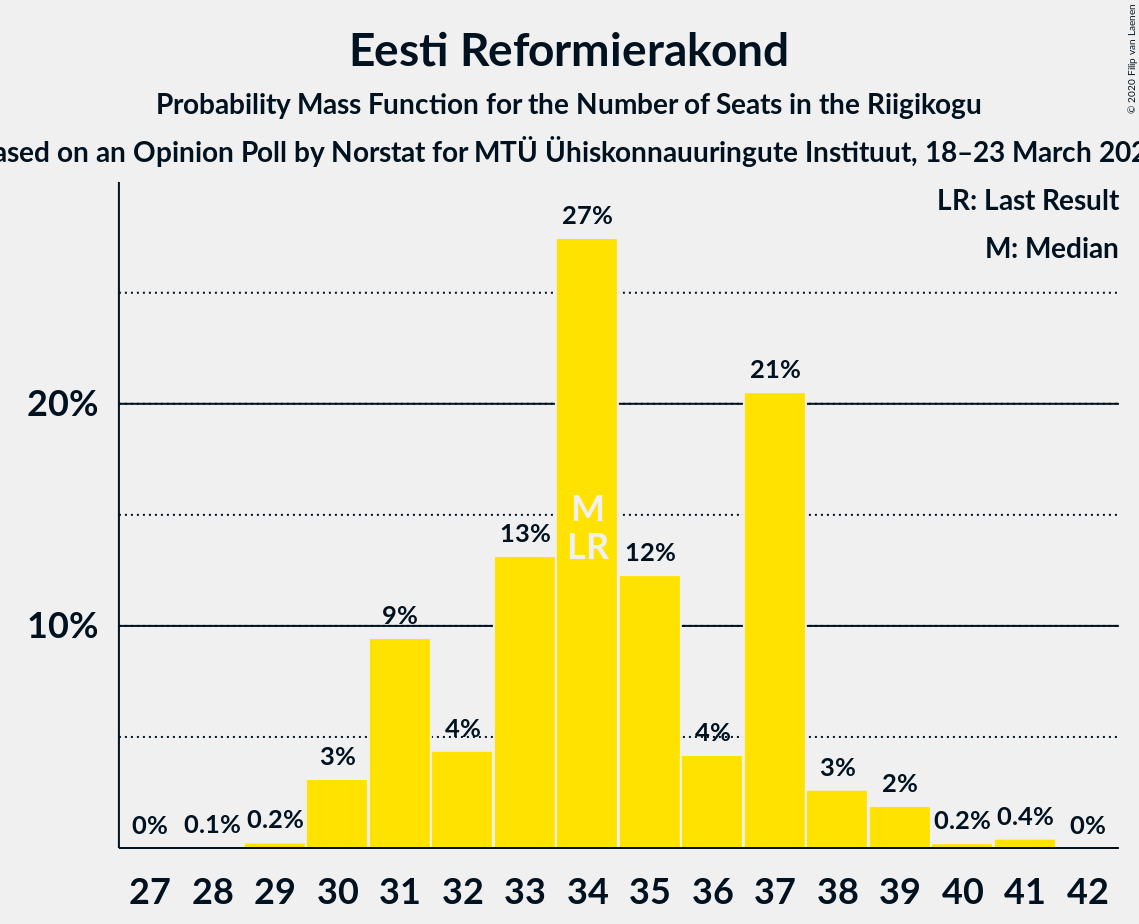 Eesti Reformierakond
Probability Mass Function for the Number of Seats in the Riigikogu
ased on an Opinion Poll by Norstat for MTÜ Ühiskonnauuringute Instituut, 18–23 March 202
© 2020 Filip van Laenen
LR: Last Result
M: Median
27%
21%
20%
M
LR
13%
12%
10%
9%
4%
4%
3%
3%
2%
0%
0.1%
0.2%
0.2%
0.4%
0%
27 28 29 30 31 32 33 34 35 36 37 38 39 40 41 42